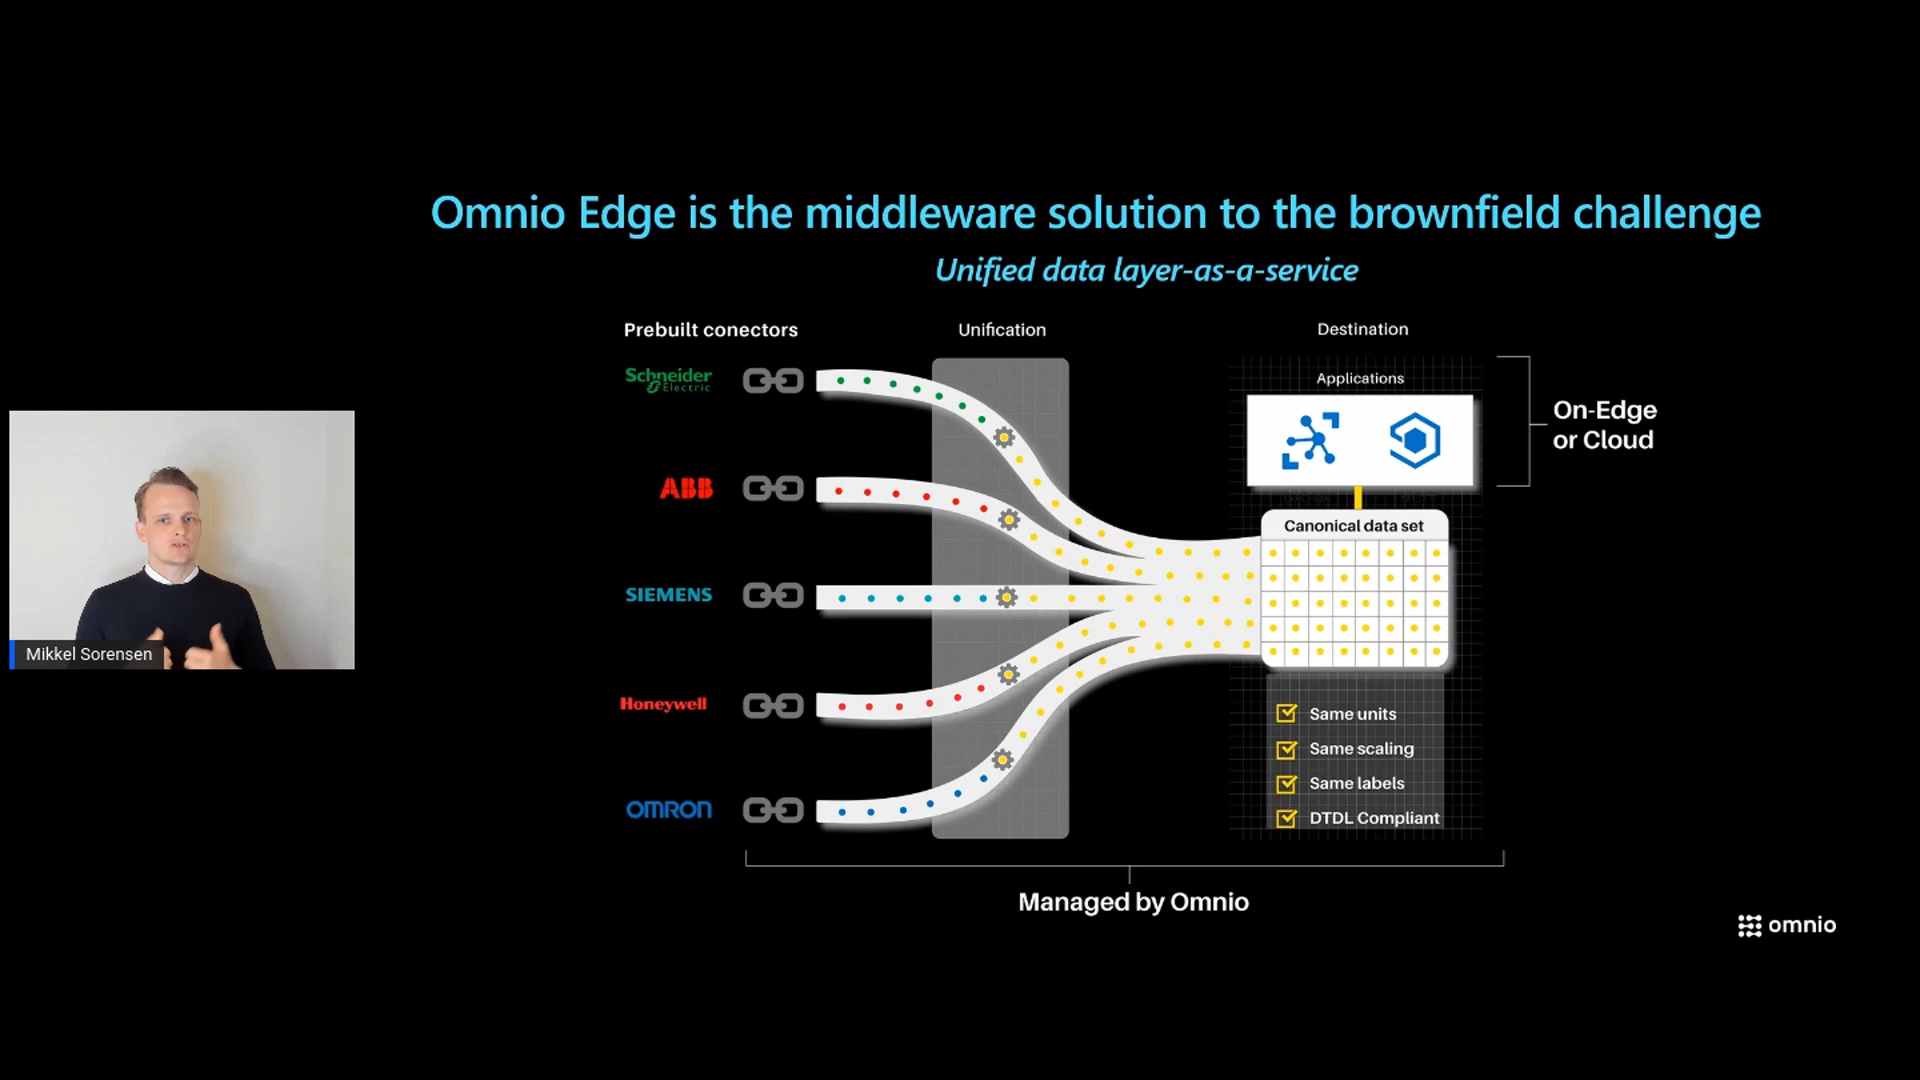 Omnio Edge is the middleware solution to the brownfield challenge
Unified data layer-as-a-service
Prebuilt conectors
Unification
Destination
Schneider
Electric
ABB
SIEMENS
Honeywell
OMRON
Applications
On-Edge
or Cloud
Canonical data set
Same units
Same scaling
Same labels
DTDL Compliant
Managed by Omnio
Mikkel Sorensen
omnio